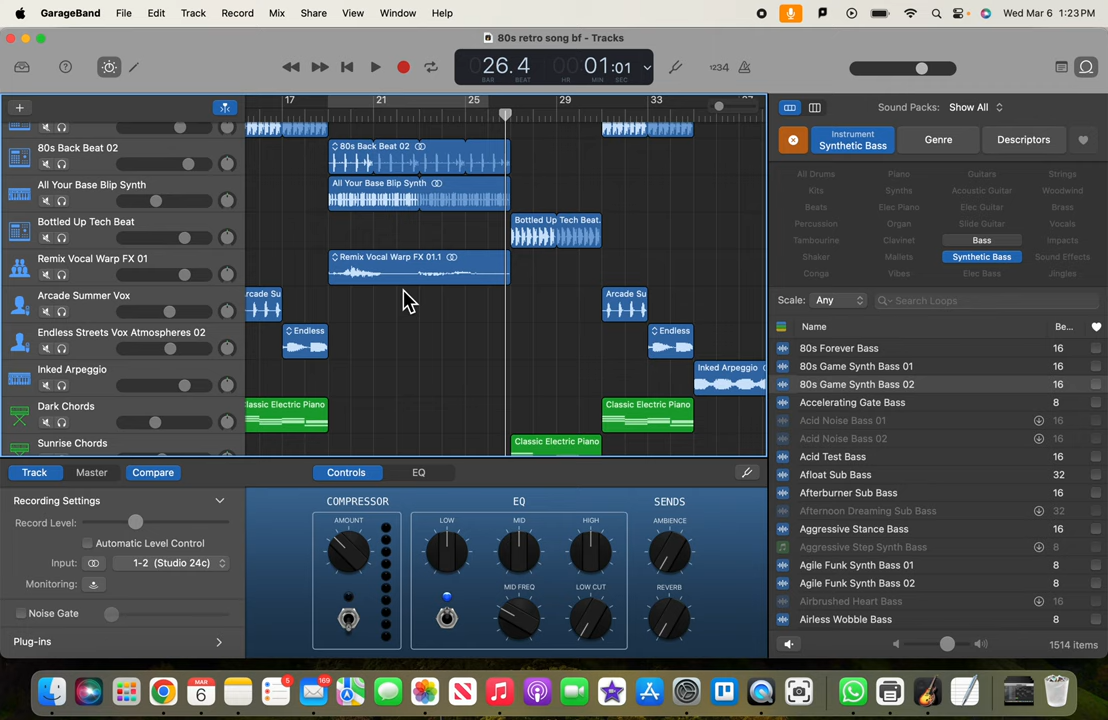 GarageBand File Edit Track Record Mix Share View Window Help Wed Mar 6 1:23 PM
80s retro song bf - Tracks
026.4 01:01
BAR BEAT HR MIN SEC
1234
17 21 25 29 33 37
Sound Packs: Show All
Instrument
Synthetic Bass
Genre
Descriptors
All Drums Piano Guitars Strings
Kits Synths Acoustic Guitar Woodwind
Beats Elec Piano Elec Guitar Brass
Percussion Organ Slide Guitar Vocals
Tambourine Clavinet Bass Impacts
Shaker Mallets Synthetic Bass Sound Effects
Conga Vibes Elec Bass Jingles
Scale: Any Search Loops
Name Be...
80s Forever Bass 16
80s Game Synth Bass 01 16
80s Game Synth Bass 02 16
Accelerating Gate Bass 8
Acid Noise Bass 01 16
Acid Noise Bass 02 16
Acid Test Bass 16
Afloat Sub Bass 32
Afterburner Sub Bass 16
Afternoon Dreaming Sub Bass 32
Aggressive Stance Bass 16
Aggressive Step Synth Bass 8
Agile Funk Synth Bass 01 8
Agile Funk Synth Bass 02 8
Airbrushed Heart Bass 16
Airless Wobble Bass 8
1514 items
80s Back Beat 02
All Your Base Blip Synth
Bottled Up Tech Beat
Remix Vocal Warp FX 01
Arcade Summer Vox
Endless Streets Vox Atmospheres 02
Inked Arpeggio
Dark Chords
Sunrise Chords
80s Back Beat 02
All Your Base Blip Synth
Bottled Up Tech Beat.
Remix Vocal Warp FX 01.1
rcade Su
Arcade Su
Endless
Endless
Inked Arpeggio
lassic Electric Piano
Classic Electric Piano
Classic Electric Piano
Track Master Compare Controls EQ
Recording Settings
Record Level:
Automatic Level Control
Input: 1-2 (Studio 24c)
Monitoring:
Noise Gate
Plug-ins
COMPRESSOR EQ SENDS
AMOUNT LOW MID HIGH AMBIENCE
MID FREQ LOW CUT REVERB
MAR
6
5
169